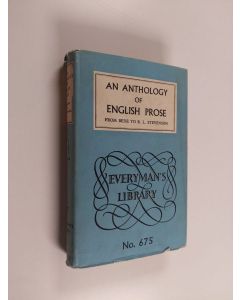 AN ANTHOLOGY
OF
ENGLISH PROSE
FROM BEDE TO R. L. STEVENSON
EVERYMAN'S
LIBRARY
No. 675